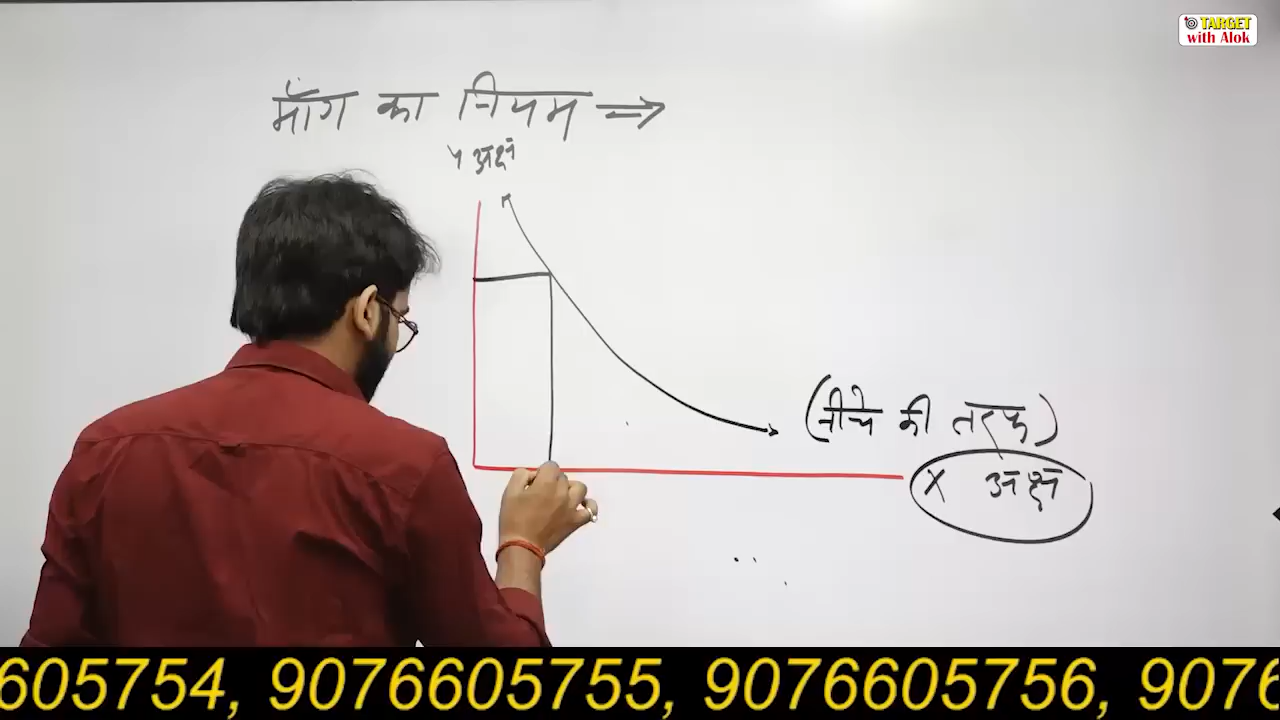 TARGET
with Alok
माँग का नियम ⇒
y अक्ष
(नीचे की तरफ)
X अक्ष
605754, 9076605755, 9076605756, 9076